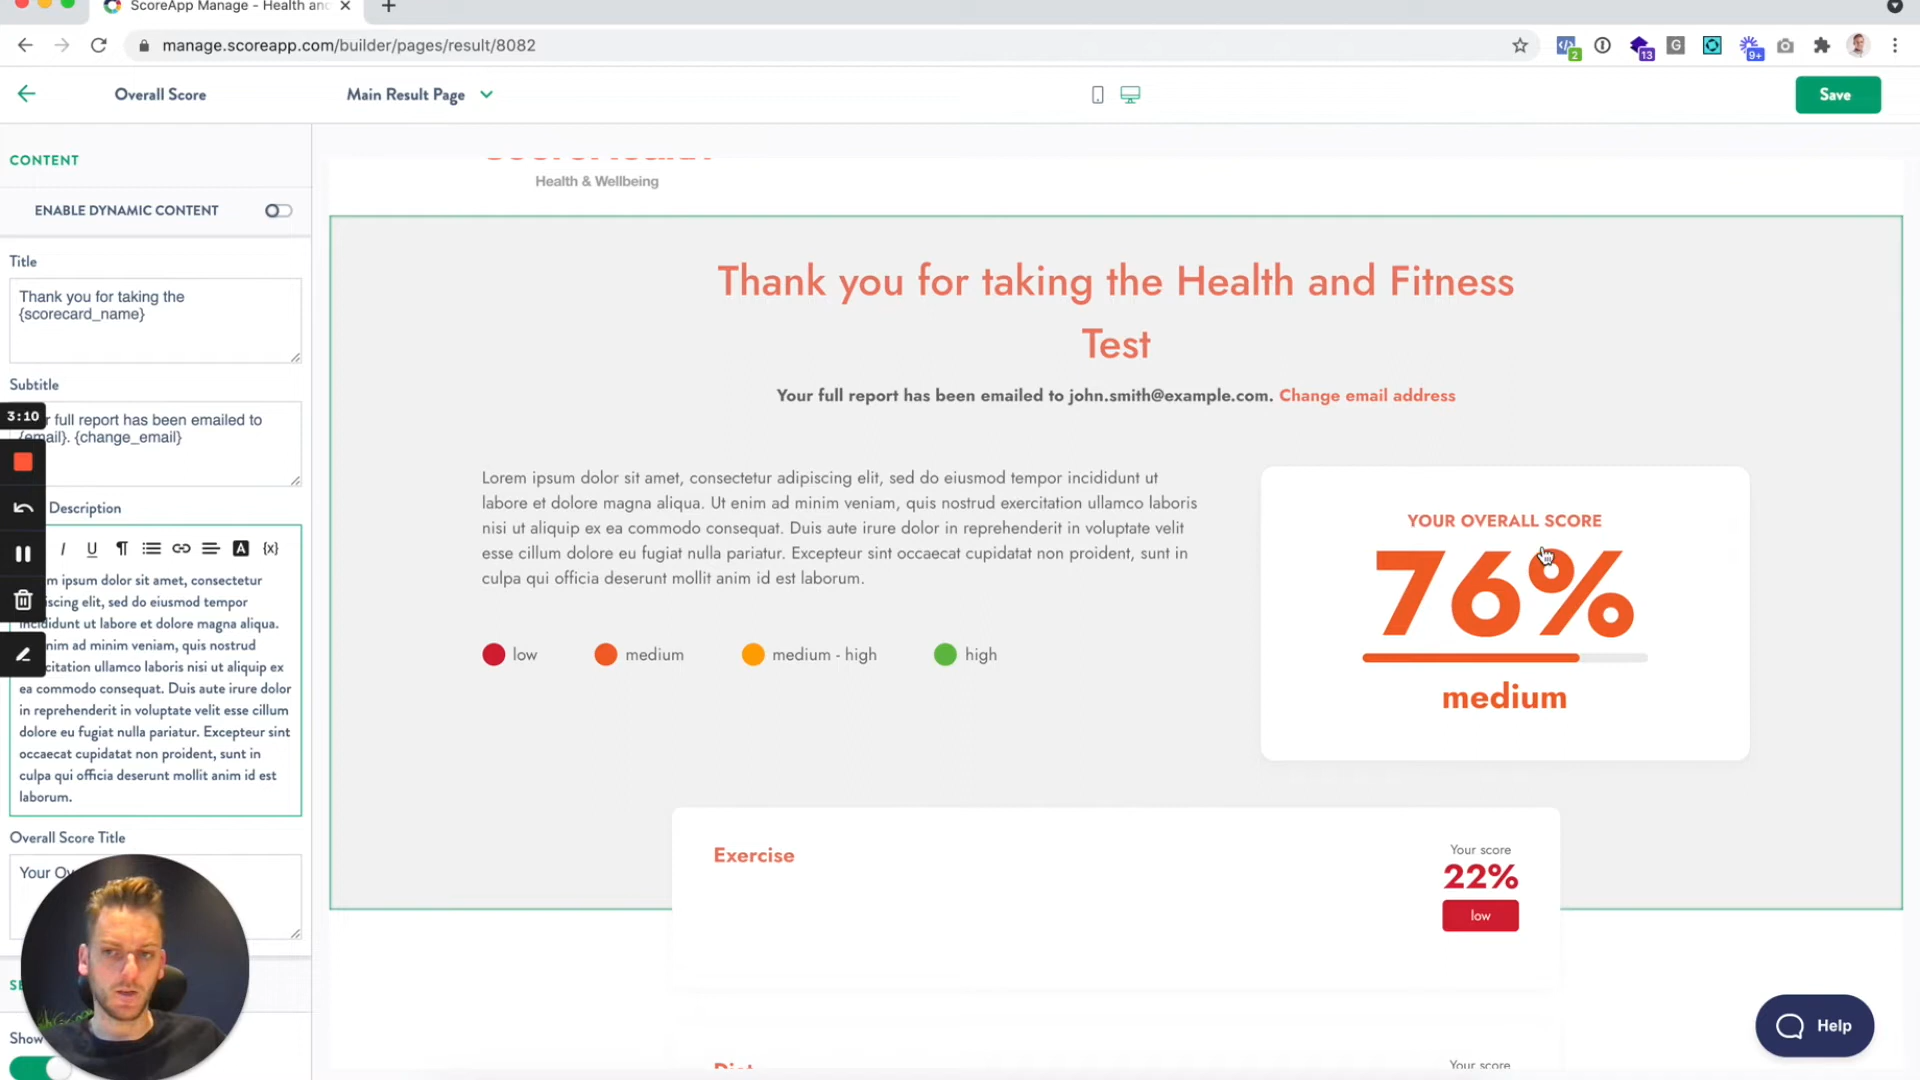 ScoreApp Manage - Health and
manage.scoreapp.com/builder/pages/result/8082
2
13
G
9+
Overall Score
Main Result Page
Save
CONTENT
ENABLE DYNAMIC CONTENT
Title
Thank you for taking the
{scorecard_name}
Subtitle
3:10
full report has been emailed to
{email}. {change_email}
Description
I U ¶ A {x}
ipsum dolor sit amet, consectetur
adipiscing elit, sed do eiusmod tempor
incididunt ut labore et dolore magna aliqua.
enim ad minim veniam, quis nostrud
exercitation ullamco laboris nisi ut aliquip ex
ea commodo consequat. Duis aute irure dolor
in reprehenderit in voluptate velit esse cillum
dolore eu fugiat nulla pariatur. Excepteur sint
occaecat cupidatat non proident, sunt in
culpa qui officia deserunt mollit anim id est
laborum.
Overall Score Title
Your
Show
Health & Wellbeing
Thank you for taking the Health and Fitness
Test
Your full report has been emailed to john.smith@example.com. Change email address
Lorem ipsum dolor sit amet, consectetur adipiscing elit, sed do eiusmod tempor incididunt ut
labore et dolore magna aliqua. Ut enim ad minim veniam, quis nostrud exercitation ullamco laboris
nisi ut aliquip ex ea commodo consequat. Duis aute irure dolor in reprehenderit in voluptate velit
esse cillum dolore eu fugiat nulla pariatur. Excepteur sint occaecat cupidatat non proident, sunt in
culpa qui officia deserunt mollit anim id est laborum.
low medium medium - high high
YOUR OVERALL SCORE
76%
medium
Exercise
Your score
22%
low
Diet
Your score
Help